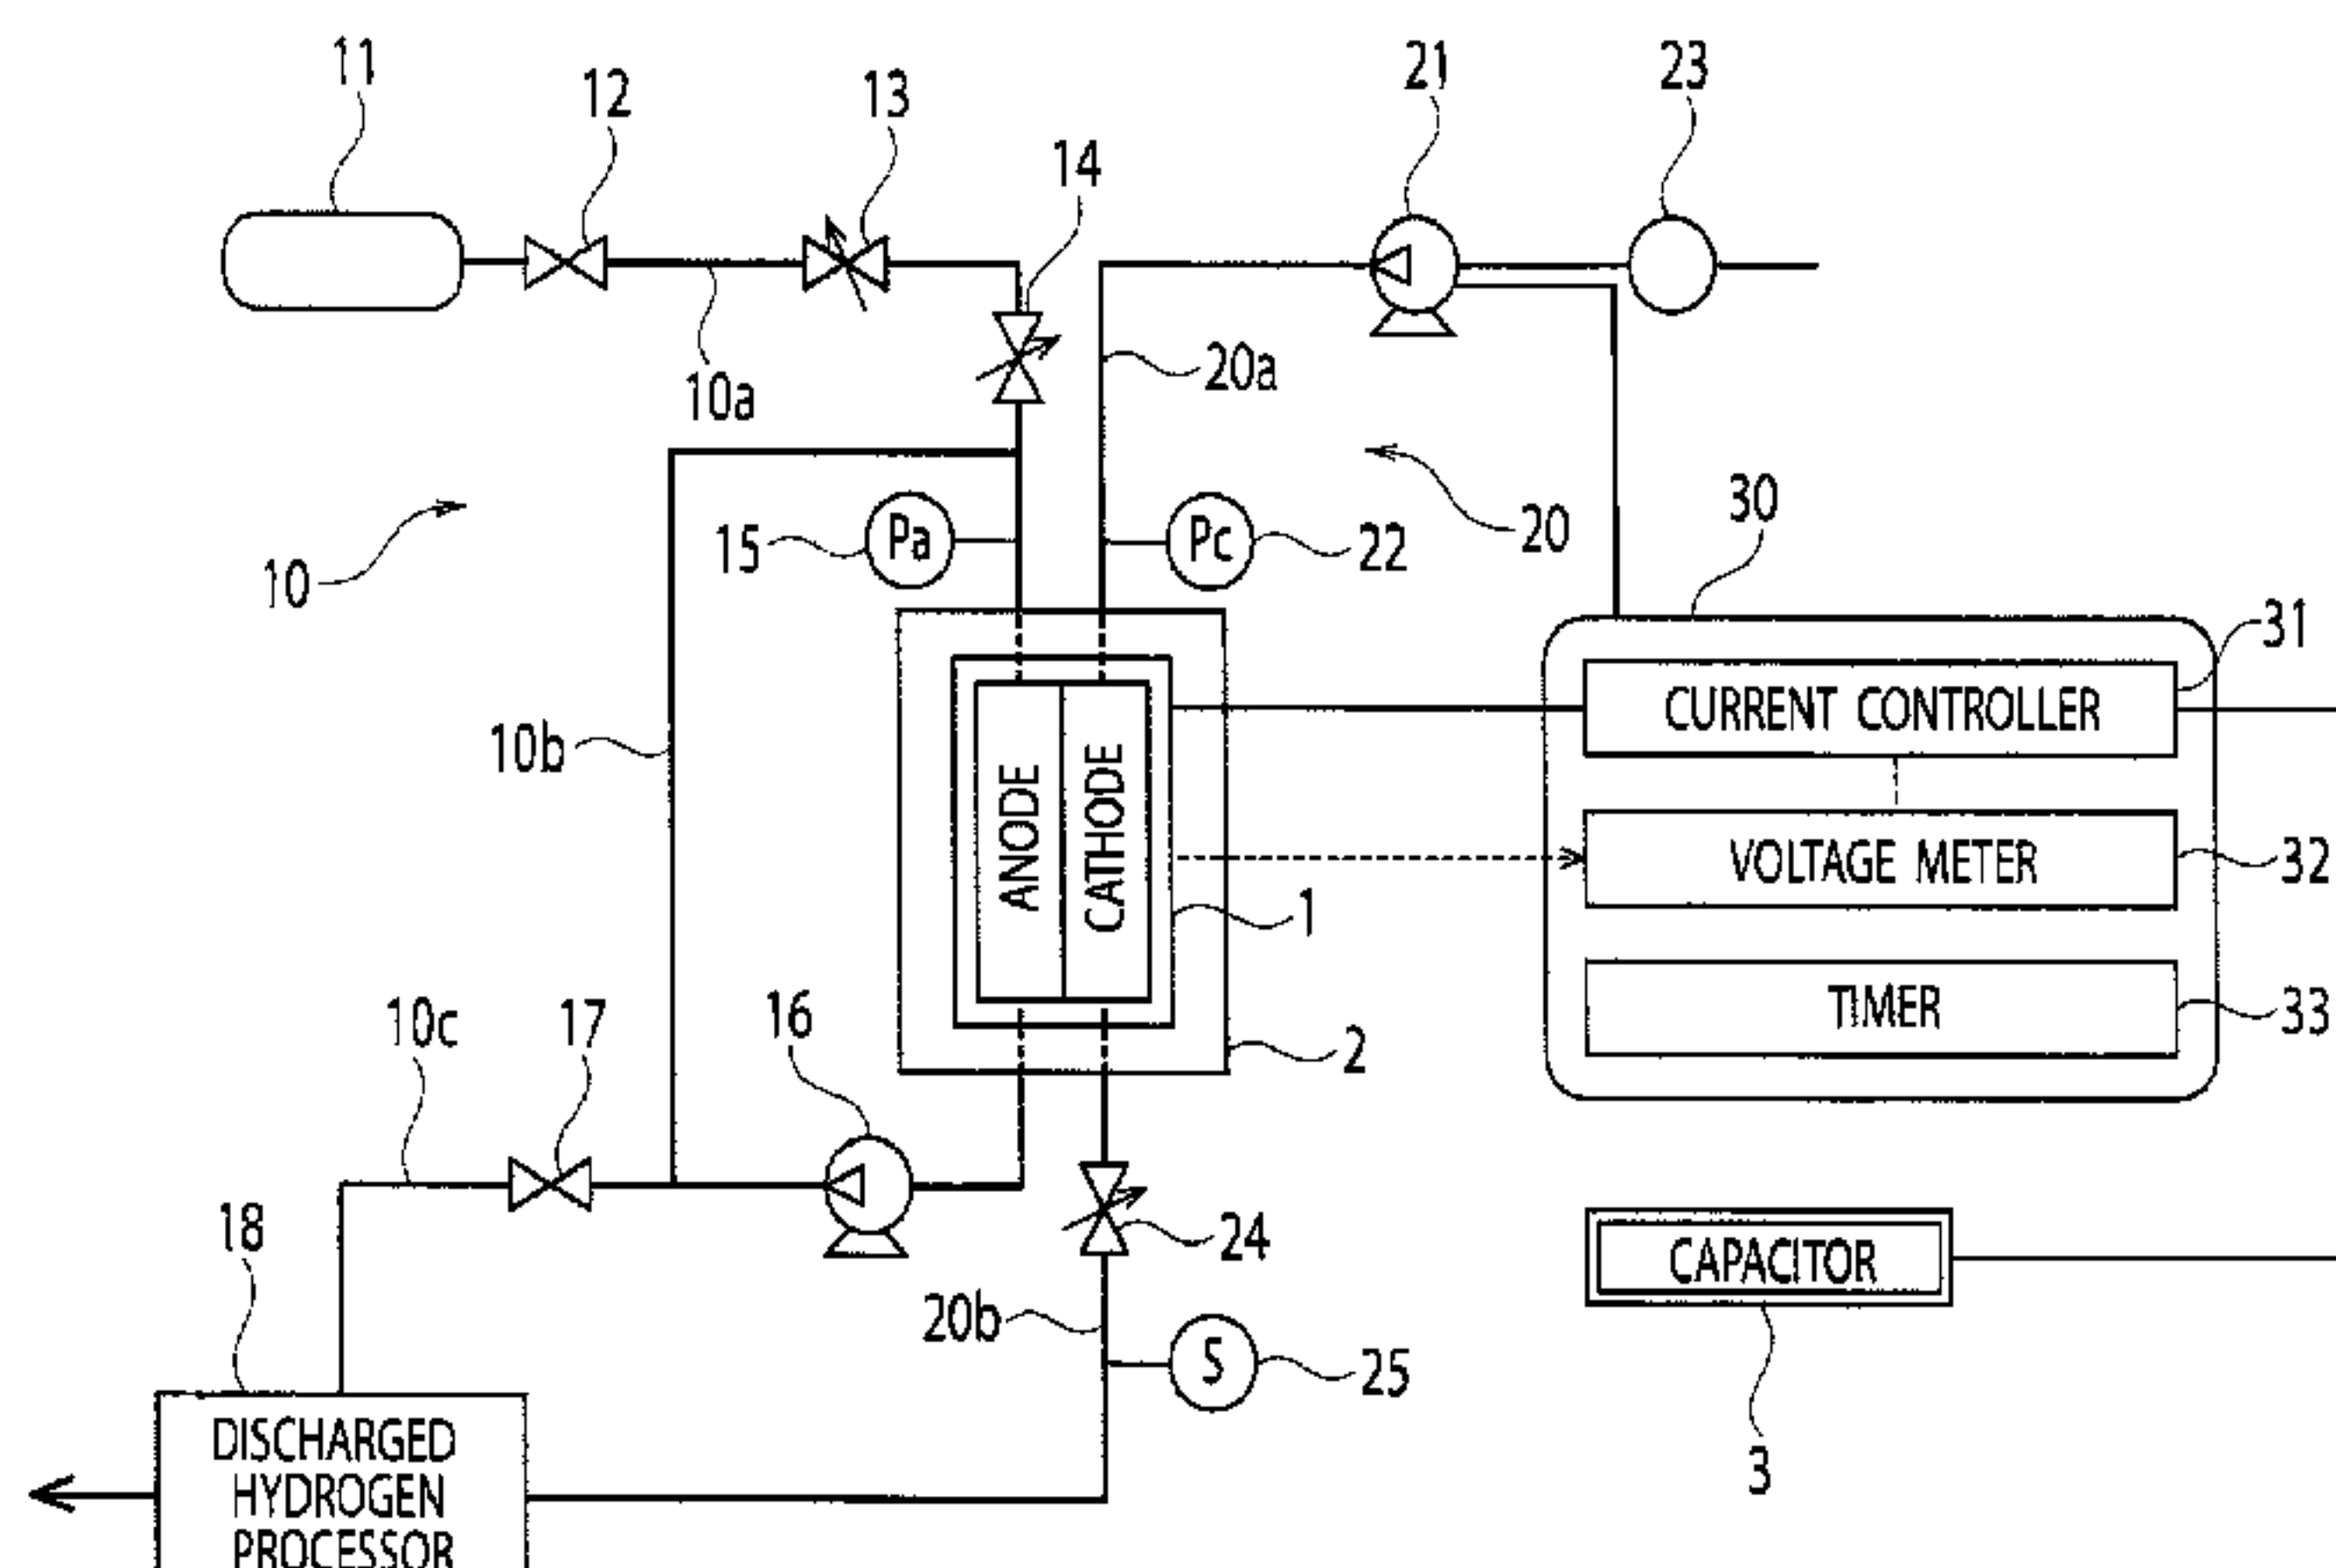 11
12
13
14
21
23
10a
20a
10
15
Pa
Pc
22
20
30
31
CURRENT CONTROLLER
10b
ANODE
CATHODE
VOLTAGE METER
32
1
TIMER
33
10c
17
16
2
18
24
CAPACITOR
20b
S
25
3
DISCHARGED
HYDROGEN
PROCESSOR